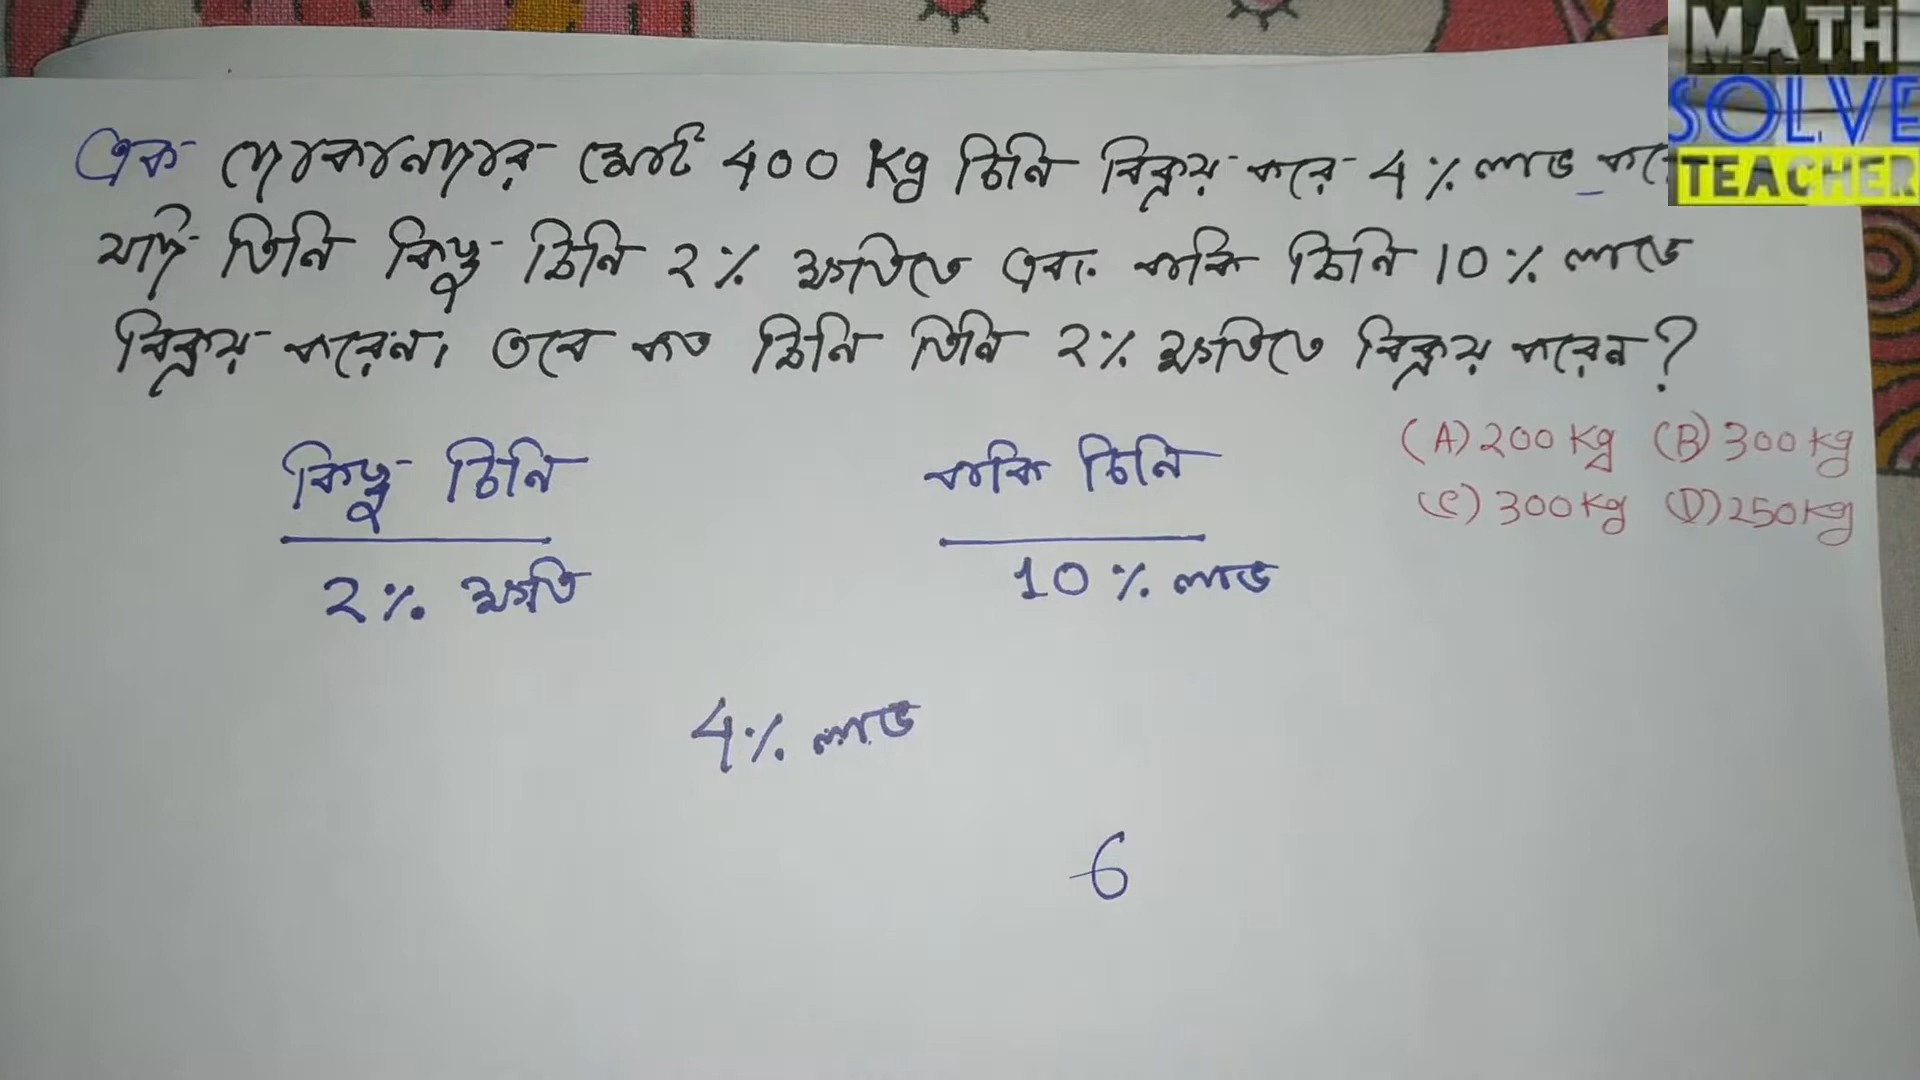 এক দোকানদার মোট 400 Kg চিনি বিক্রয় করে 4% লাভ করে
যদি তিনি কিছু চিনি 2% ক্ষতিতে এবং বাকি চিনি 10% লাভে
বিক্রয় করেন। তবে কত চিনি তিনি 2% ক্ষতিতে বিক্রয় করেন?
(A) 200 Kg (B) 300 kg
(C) 300 Kg (D) 250 Kg
কিছু চিনি
2% ক্ষতি
বাকি চিনি
10% লাভ
4% লাভ
6
MATH
SOLVE
TEACHER